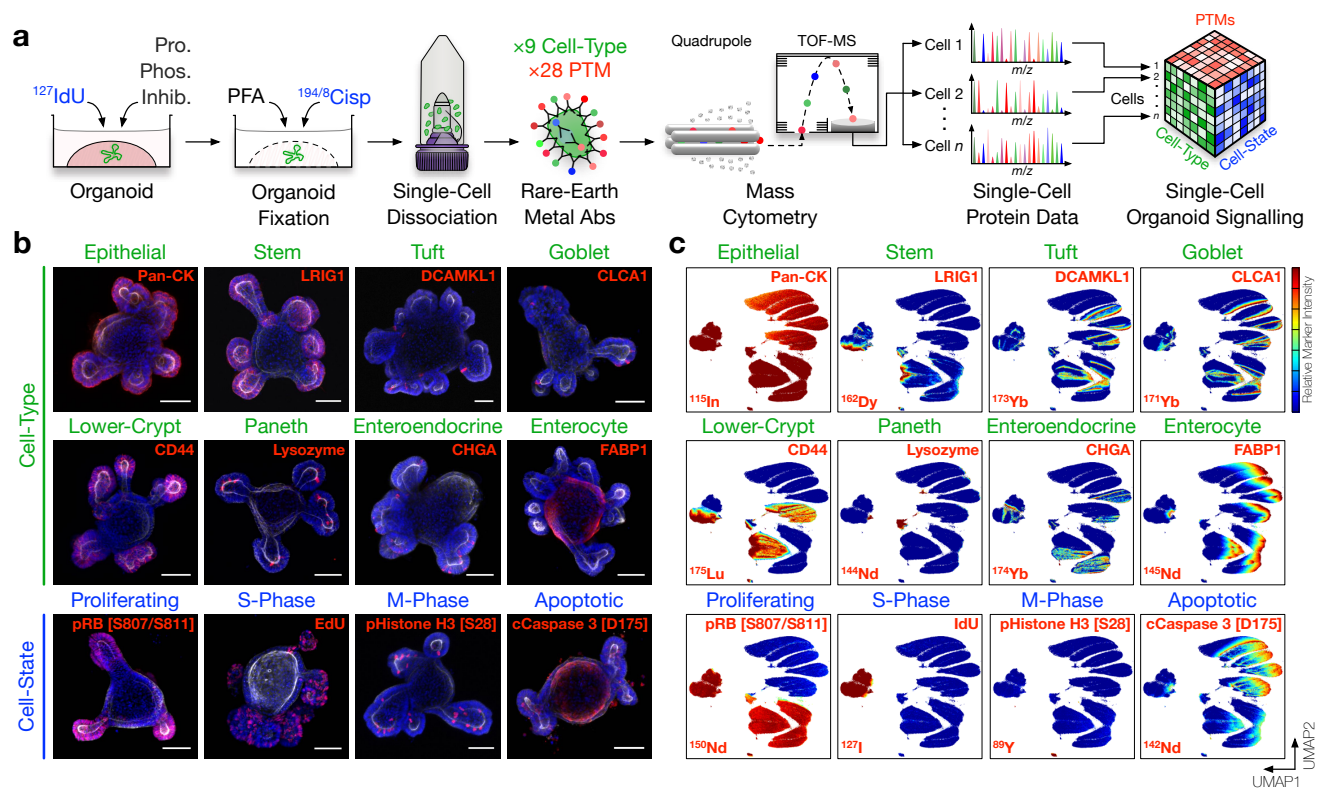 a
127IdU
Pro.
Phos.
Inhib.
Organoid
PFA
194/8Cisp
Organoid
Fixation
Single-Cell
Dissociation
×9 Cell-Type
×28 PTM
Rare-Earth
Metal Abs
Quadrupole
TOF-MS
Mass
Cytometry
Cell 1
m/z
Cell 2
m/z
Cell n
m/z
Single-Cell
Protein Data
PTMs
1
2
n
Cells
Cell-Type
Cell-State
Single-Cell
Organoid Signalling
b
Cell-Type
Epithelial
Stem
Tuft
Goblet
Pan-CK
LRIG1
DCAMKL1
CLCA1
Lower-Crypt
Paneth
Enteroendocrine
Enterocyte
CD44
Lysozyme
CHGA
FABP1
Cell-State
Proliferating
S-Phase
M-Phase
Apoptotic
pRB [S807/S811]
EdU
pHistone H3 [S28]
cCaspase 3 [D175]
c
Epithelial
Stem
Tuft
Goblet
Pan-CK
LRIG1
DCAMKL1
CLCA1
115In
162Dy
173Yb
171Yb
Relative Marker Intensity
Lower-Crypt
Paneth
Enteroendocrine
Enterocyte
CD44
Lysozyme
CHGA
FABP1
175Lu
144Nd
174Yb
145Nd
Proliferating
S-Phase
M-Phase
Apoptotic
pRB [S807/S811]
IdU
pHistone H3 [S28]
cCaspase 3 [D175]
150Nd
127I
89Y
142Nd
UMAP1
UMAP2